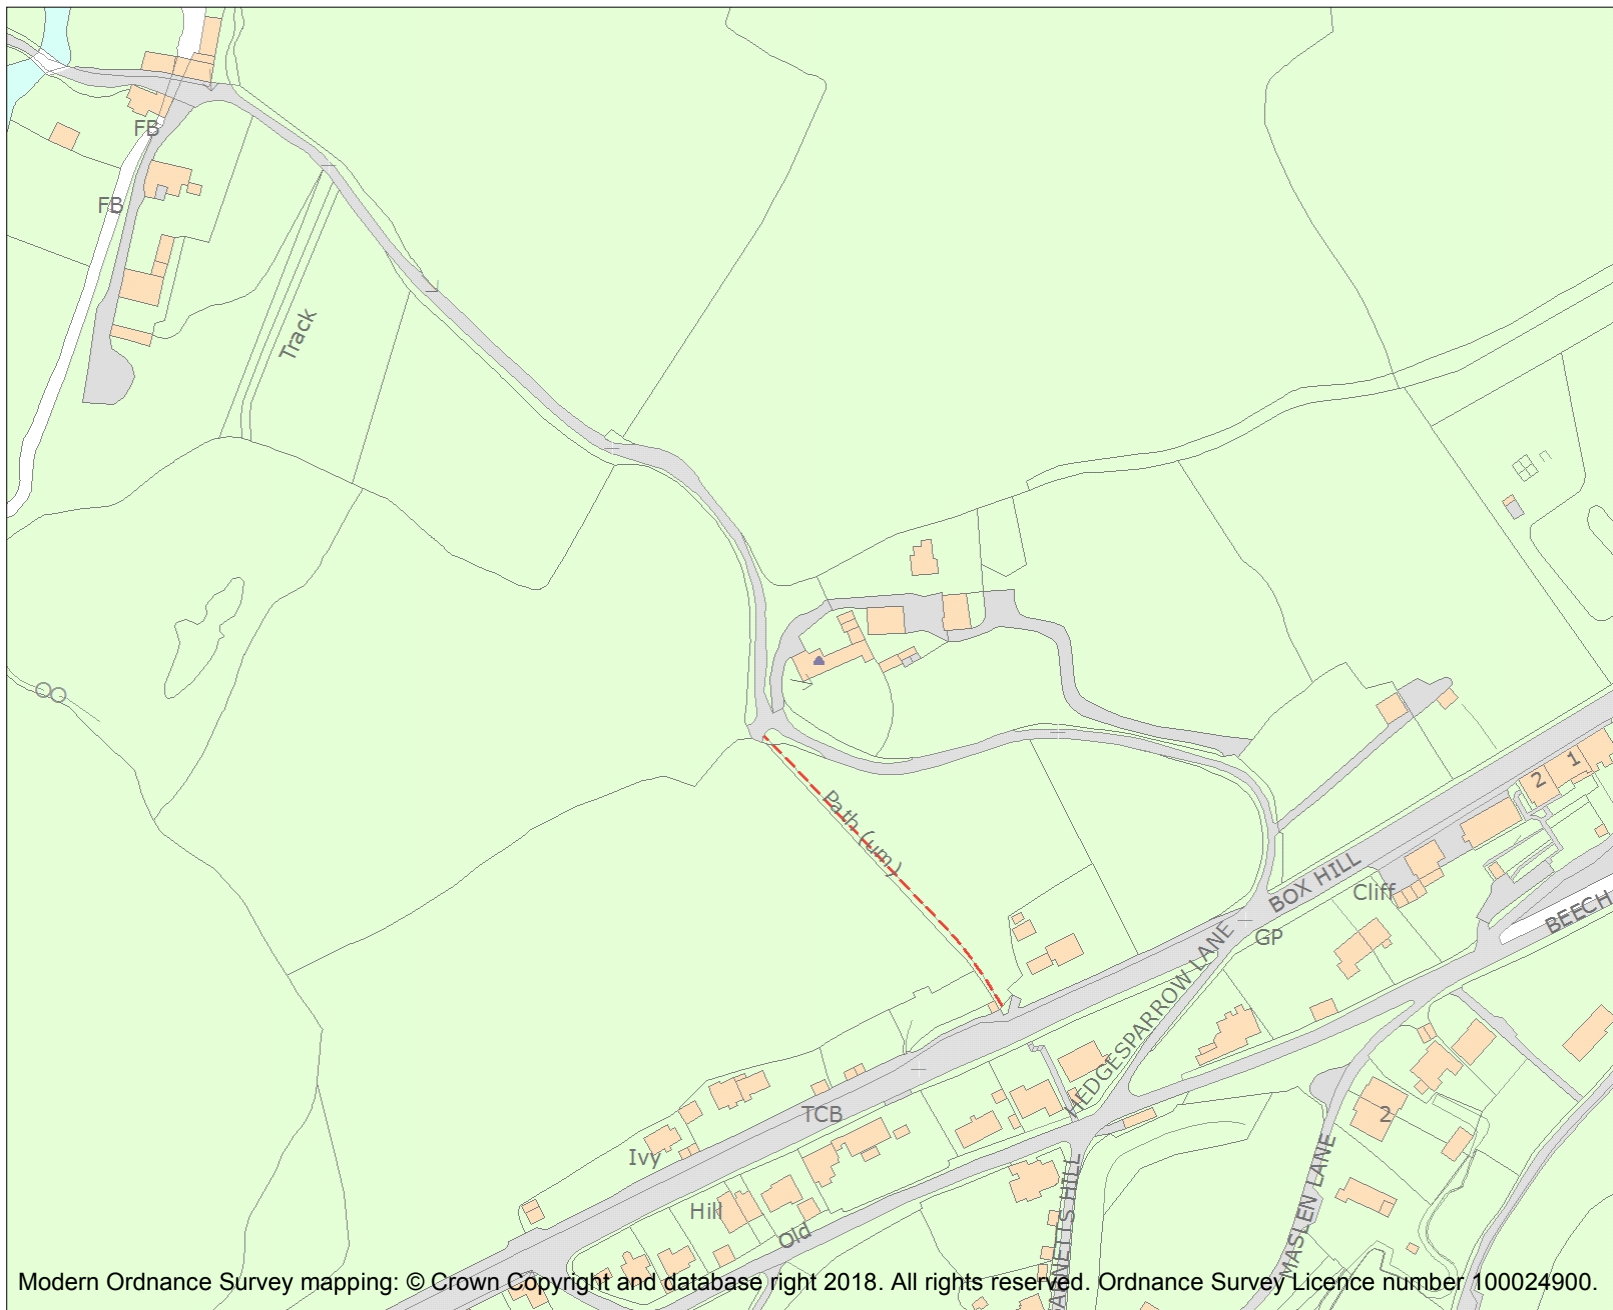 FB
FB
Track
Path (um)
2
1
BOX HILL
Cliff
BEECH
GP
HEDGESPARROW LANE
TCB
2
Ivy
Hill
Old
MASLEN LANE
Modern Ordnance Survey mapping: © Crown Copyright and database right 2018. All rights reserved. Ordnance Survey Licence number 100024900.